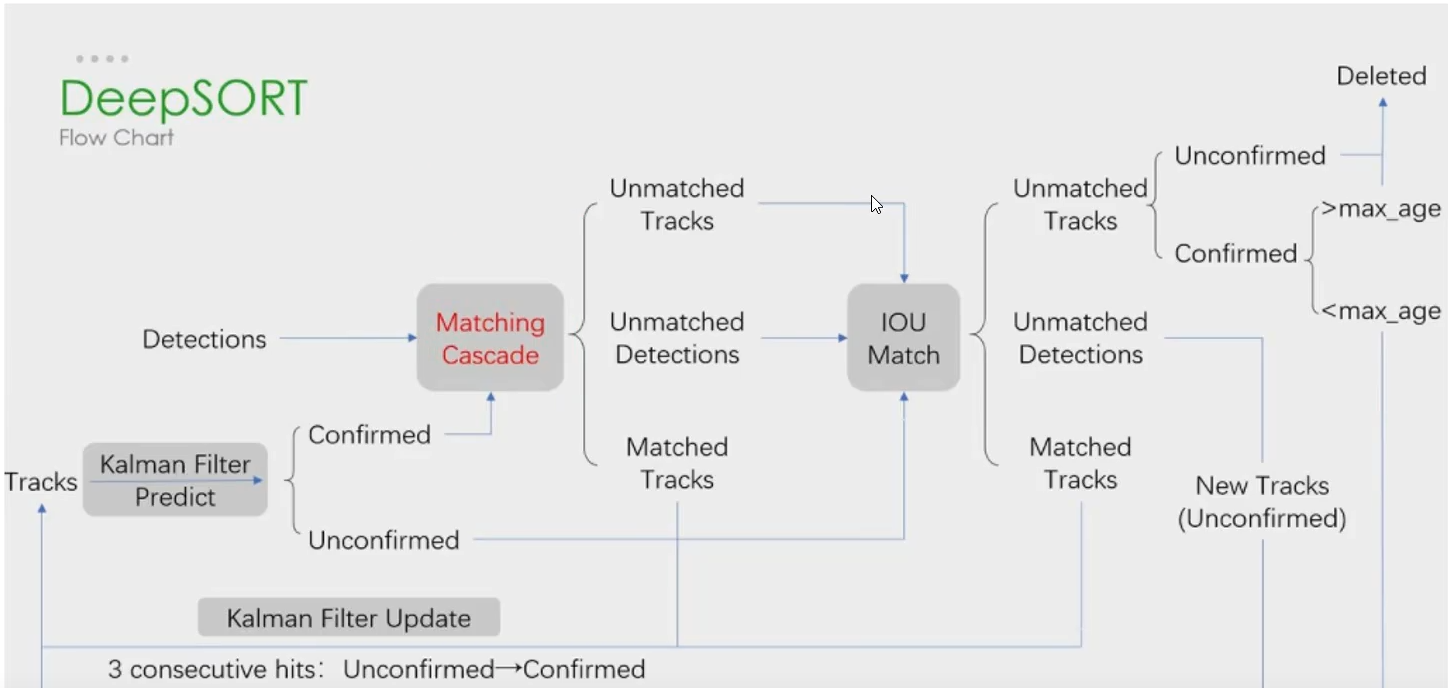 DeepSORT
Flow Chart
Deleted
Unconfirmed
Unmatched
Tracks
Unmatched
Tracks
>max_age
Confirmed
<max_age
Detections
Matching
Cascade
Unmatched
Detections
IOU
Match
Unmatched
Detections
Confirmed
Matched
Tracks
Matched
Tracks
Tracks
Kalman Filter
Predict
New Tracks
(Unconfirmed)
Unconfirmed
Kalman Filter Update
3 consecutive hits: Unconfirmed→Confirmed